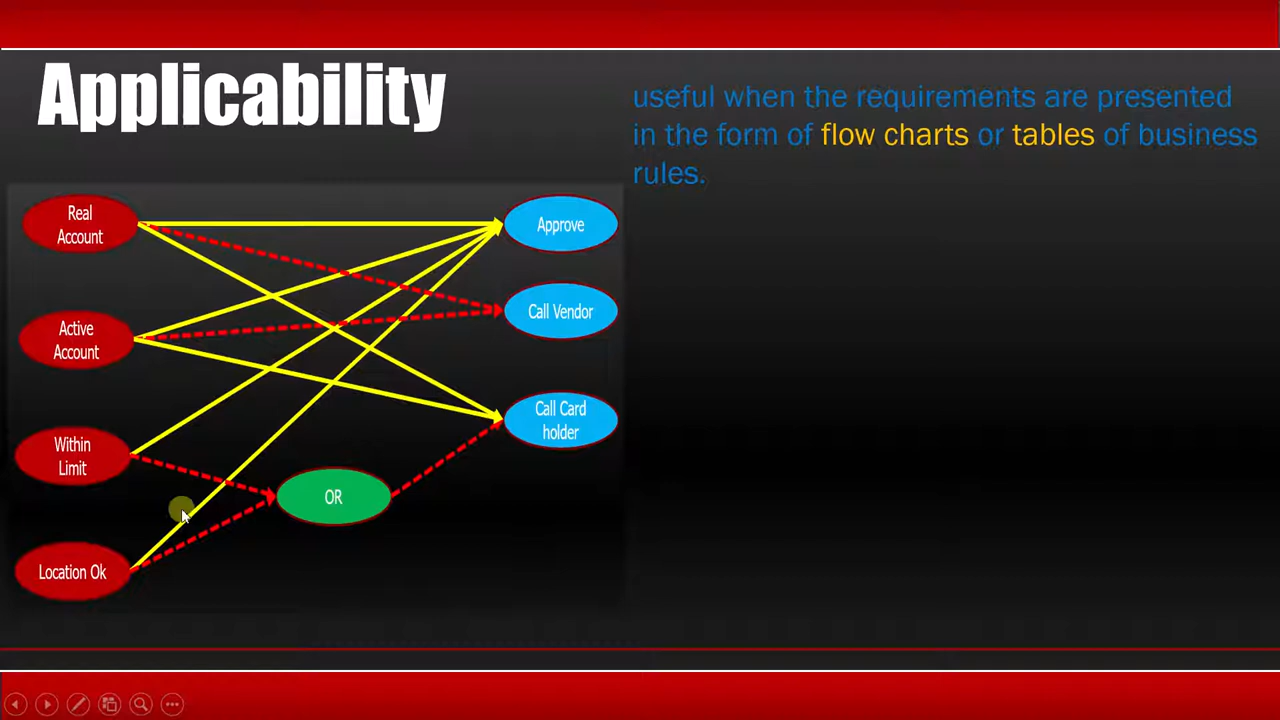 Applicability
useful when the requirements are presented
in the form of flow charts or tables of business
rules.
Real
Account
Active
Account
Within
Limit
Location Ok
OR
Approve
Call Vendor
Call Card
holder